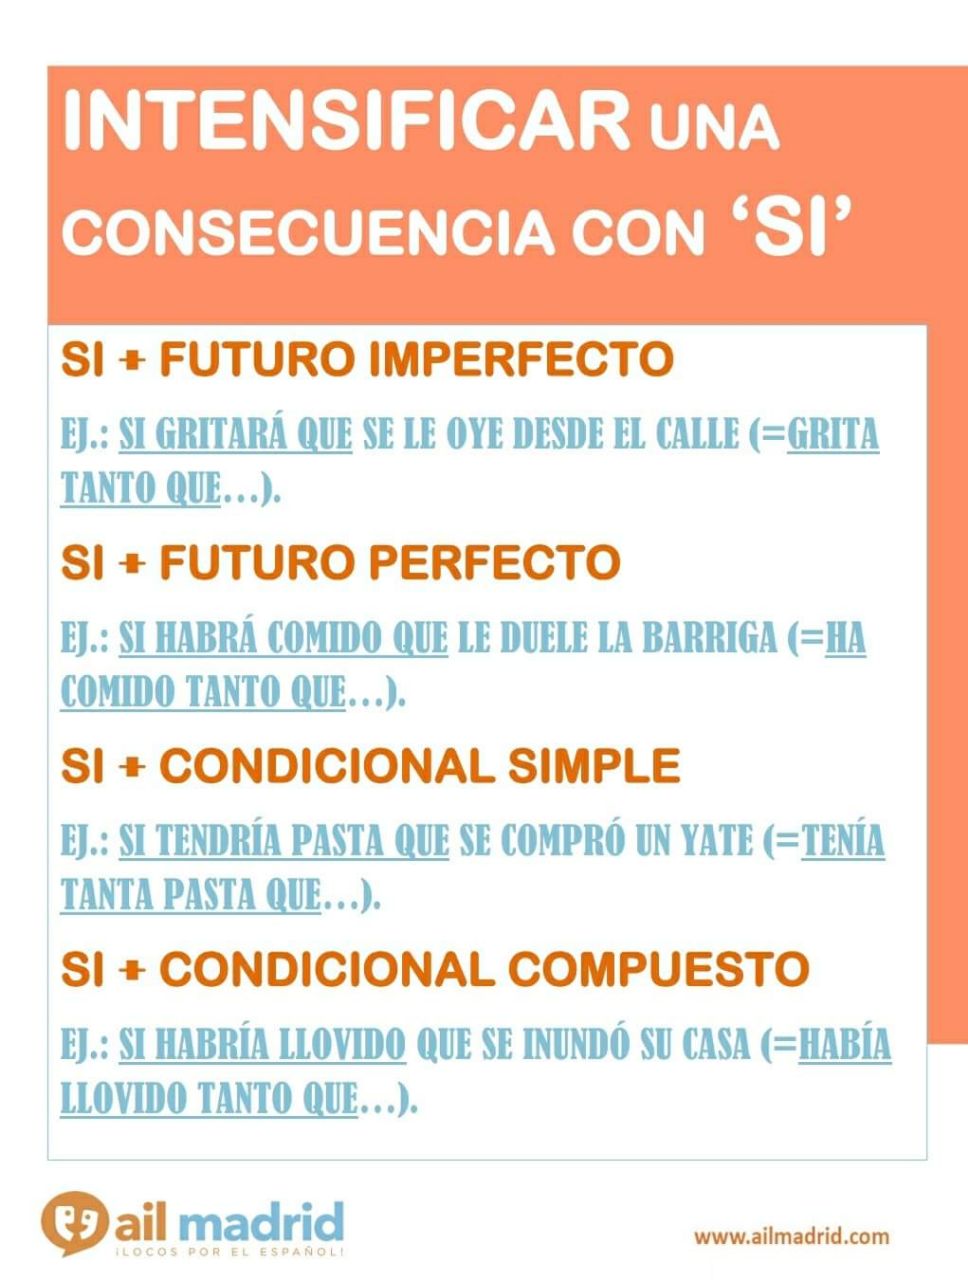 INTENSIFICAR UNA
CONSECUENCIA CON ‘SI’
SI + FUTURO IMPERFECTO
EJ.: SI GRITARÁ QUE SE LE OYE DESDE EL CALLE (=GRITA
TANTO QUE…).
SI + FUTURO PERFECTO
EJ.: SI HABRÁ COMIDO QUE LE DUELE LA BARRIGA (=HA
COMIDO TANTO QUE…).
SI + CONDICIONAL SIMPLE
EJ.: SI TENDRÍA PASTA QUE SE COMPRÓ UN YATE (=TENÍA
TANTA PASTA QUE…).
SI + CONDICIONAL COMPUESTO
EJ.: SI HABRÍA LLOVIDO QUE SE INUNDÓ SU CASA (=HABÍA
LLOVIDO TANTO QUE…).
ail madrid
¡LOCOS POR EL ESPAÑOL!
www.ailmadrid.com